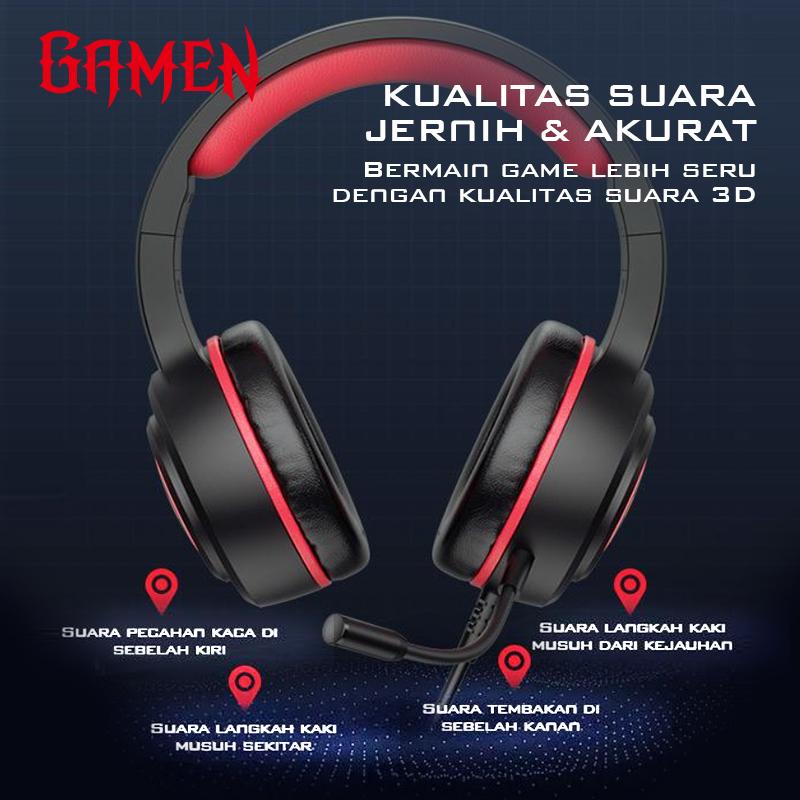 GAMEN
KUALITAS SUARA
JERNIH & AKURAT
BERMAIN GAME LEBIH SERU
DENGAN KUALITAS SUARA 3D
SUARA PECAHAN KACA DI
SEBELAH KIRI
SUARA LANGKAH KAKI
MUSUH DARI KEJAUHAN
SUARA LANGKAH KAKI
MUSUH SEKITAR
SUARA TEMBAKAN DI
SEBELAH KANAN